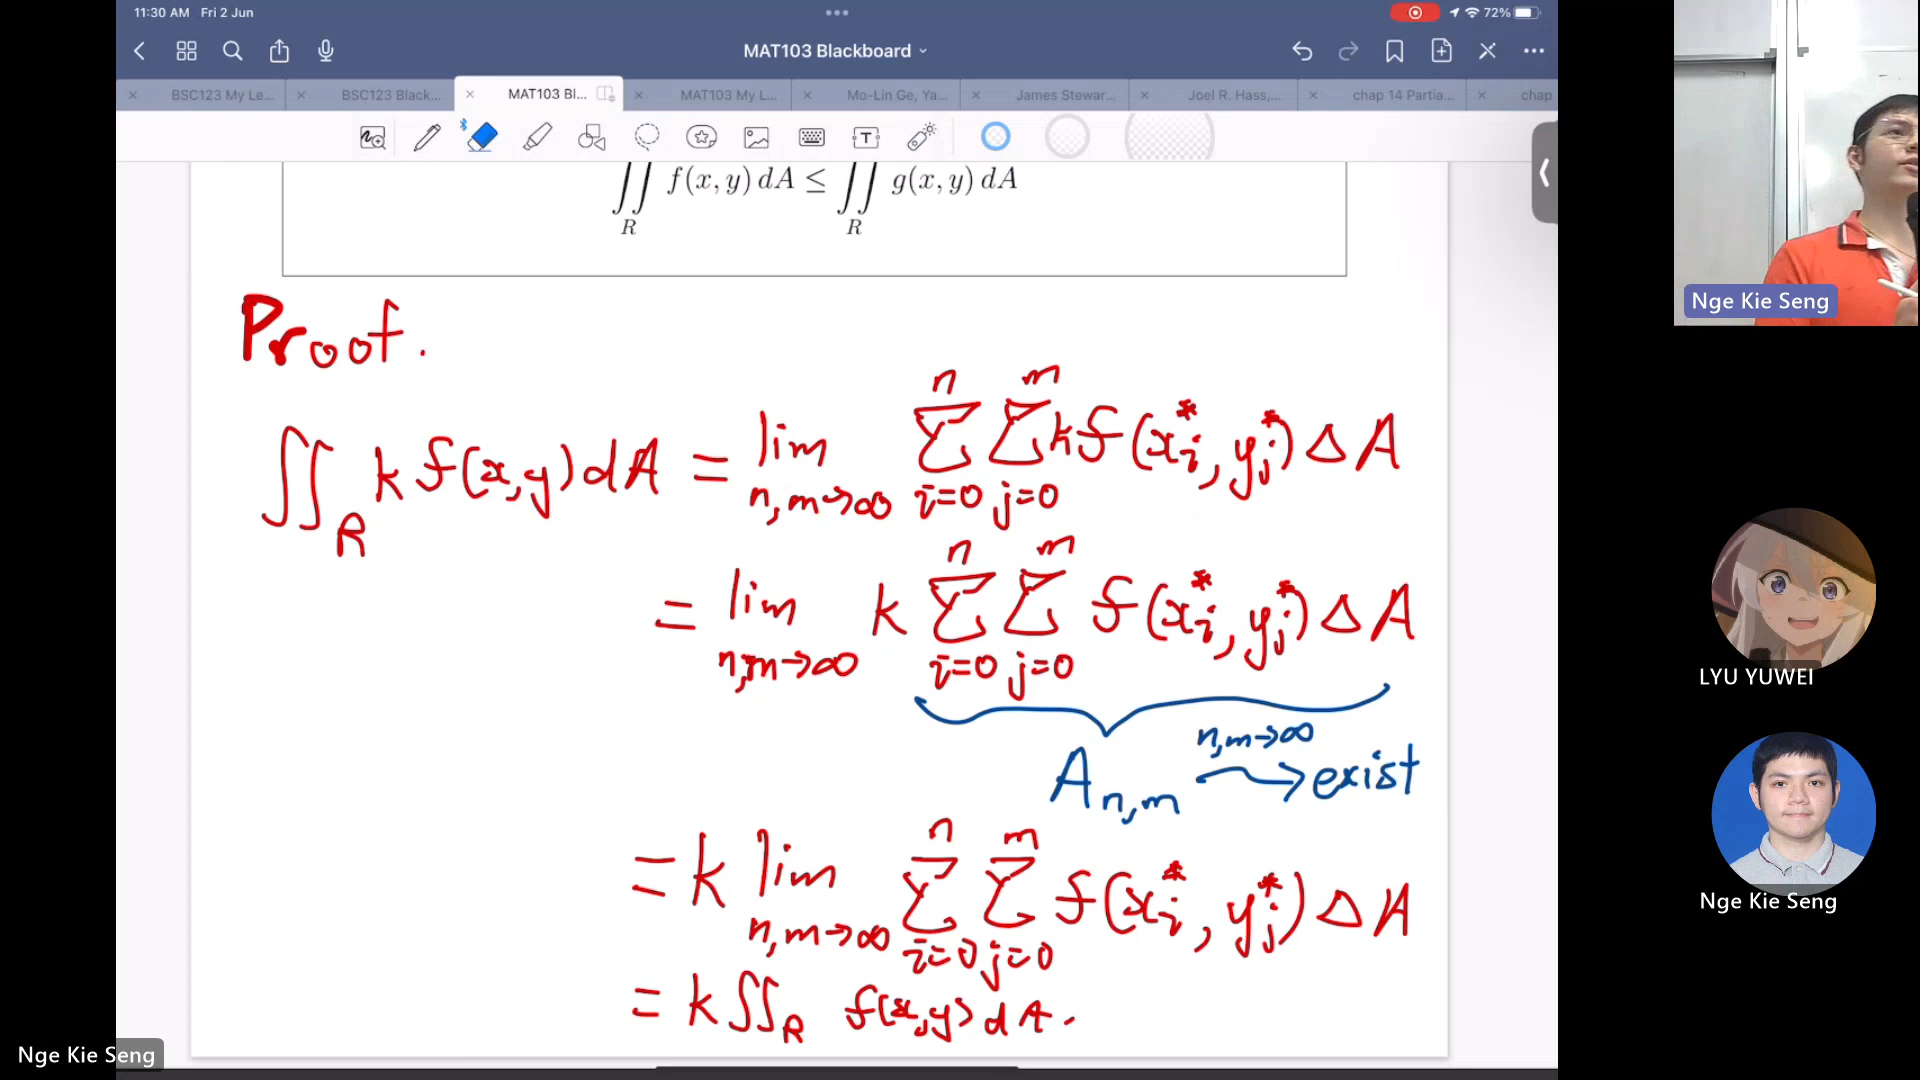 11:30 AM Fri 2 Jun
72%
MAT103 Blackboard
BSC123 My Le...
BSC123 Black...
MAT103 Bl...
MAT103 My L...
Mo-Lin Ge, Ya...
James Stewar...
Joel R. Hass,...
chap 14 Partia...
chap
∬_R f(x, y) dA ≤ ∬_R g(x, y) dA
Proof.
∬_R k f(x,y) dA = lim_{n,m→∞} Σ_{i=0}^{n} Σ_{j=0}^{m} k f(x_i^*, y_j^*) ΔA
= lim_{n,m→∞} k Σ_{i=0}^{n} Σ_{j=0}^{m} f(x_i^*, y_j^*) ΔA
A_{n,m} n,m→∞ → exist
= k lim_{n,m→∞} Σ_{i=0}^{n} Σ_{j=0}^{m} f(x_i^*, y_j^*) ΔA
= k ∬_R f(x,y) dA.
Nge Kie Seng
LYU YUWEI
Nge Kie Seng
Nge Kie Seng